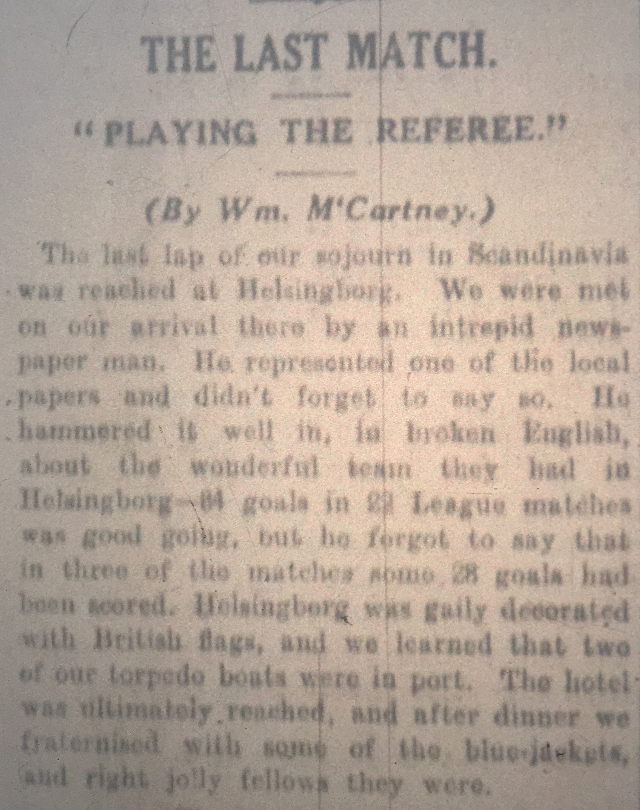 THE LAST MATCH.
"PLAYING THE REFEREE."
(By Wm. M'Cartney.)
The last lap of our sojourn in Scandinavia
was reached at Helsingborg. We were met
on our arrival there by an intrepid news-
paper man. He represented one of the local
papers and didn't forget to say so. He
hammered it well in, in broken English,
about the wonderful team they had in
Helsingborg—84 goals in 22 League matches
was good going, but he forgot to say that
in three of the matches some 28 goals had
been scored. Helsingborg was gaily decorated
with British flags, and we learned that two
of our torpedo boats were in port. The hotel
was ultimately reached, and after dinner we
fraternised with some of the blue-jackets,
and right jolly fellows they were.